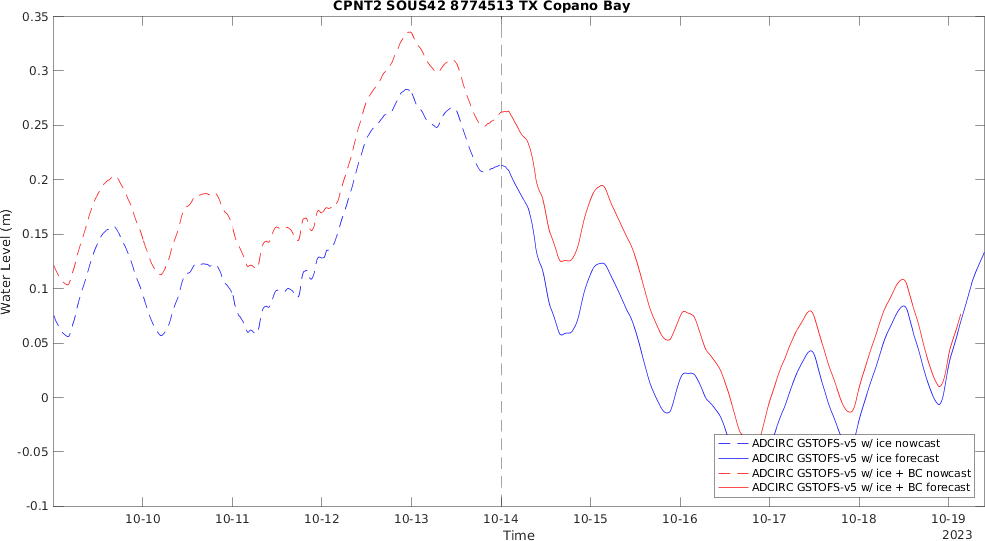 CPNT2 SOUS42 8774513 TX Copano Bay
Water Level (m)
0.35
0.3
0.25
0.2
0.15
0.1
0.05
0
-0.05
-0.1
ADCIRC GSTOFS-v5 w/ ice nowcast
ADCIRC GSTOFS-v5 w/ ice forecast
ADCIRC GSTOFS-v5 w/ ice + BC nowcast
ADCIRC GSTOFS-v5 w/ ice + BC forecast
10-10 10-11 10-12 10-13 10-14 10-15 10-16 10-17 10-18 10-19
Time
2023